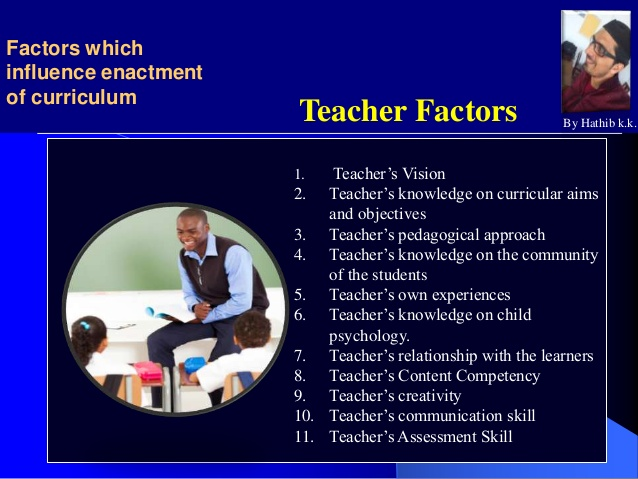 Factors which
influence enactment
of curriculum
Teacher Factors
By Hathib k.k.
1. Teacher's Vision
2. Teacher's knowledge on curricular aims
and objectives
3. Teacher's pedagogical approach
4. Teacher's knowledge on the community
of the students
5. Teacher's own experiences
6. Teacher's knowledge on child
psychology.
7. Teacher's relationship with the learners
8. Teacher's Content Competency
9. Teacher's creativity
10. Teacher's communication skill
11. Teacher's Assessment Skill